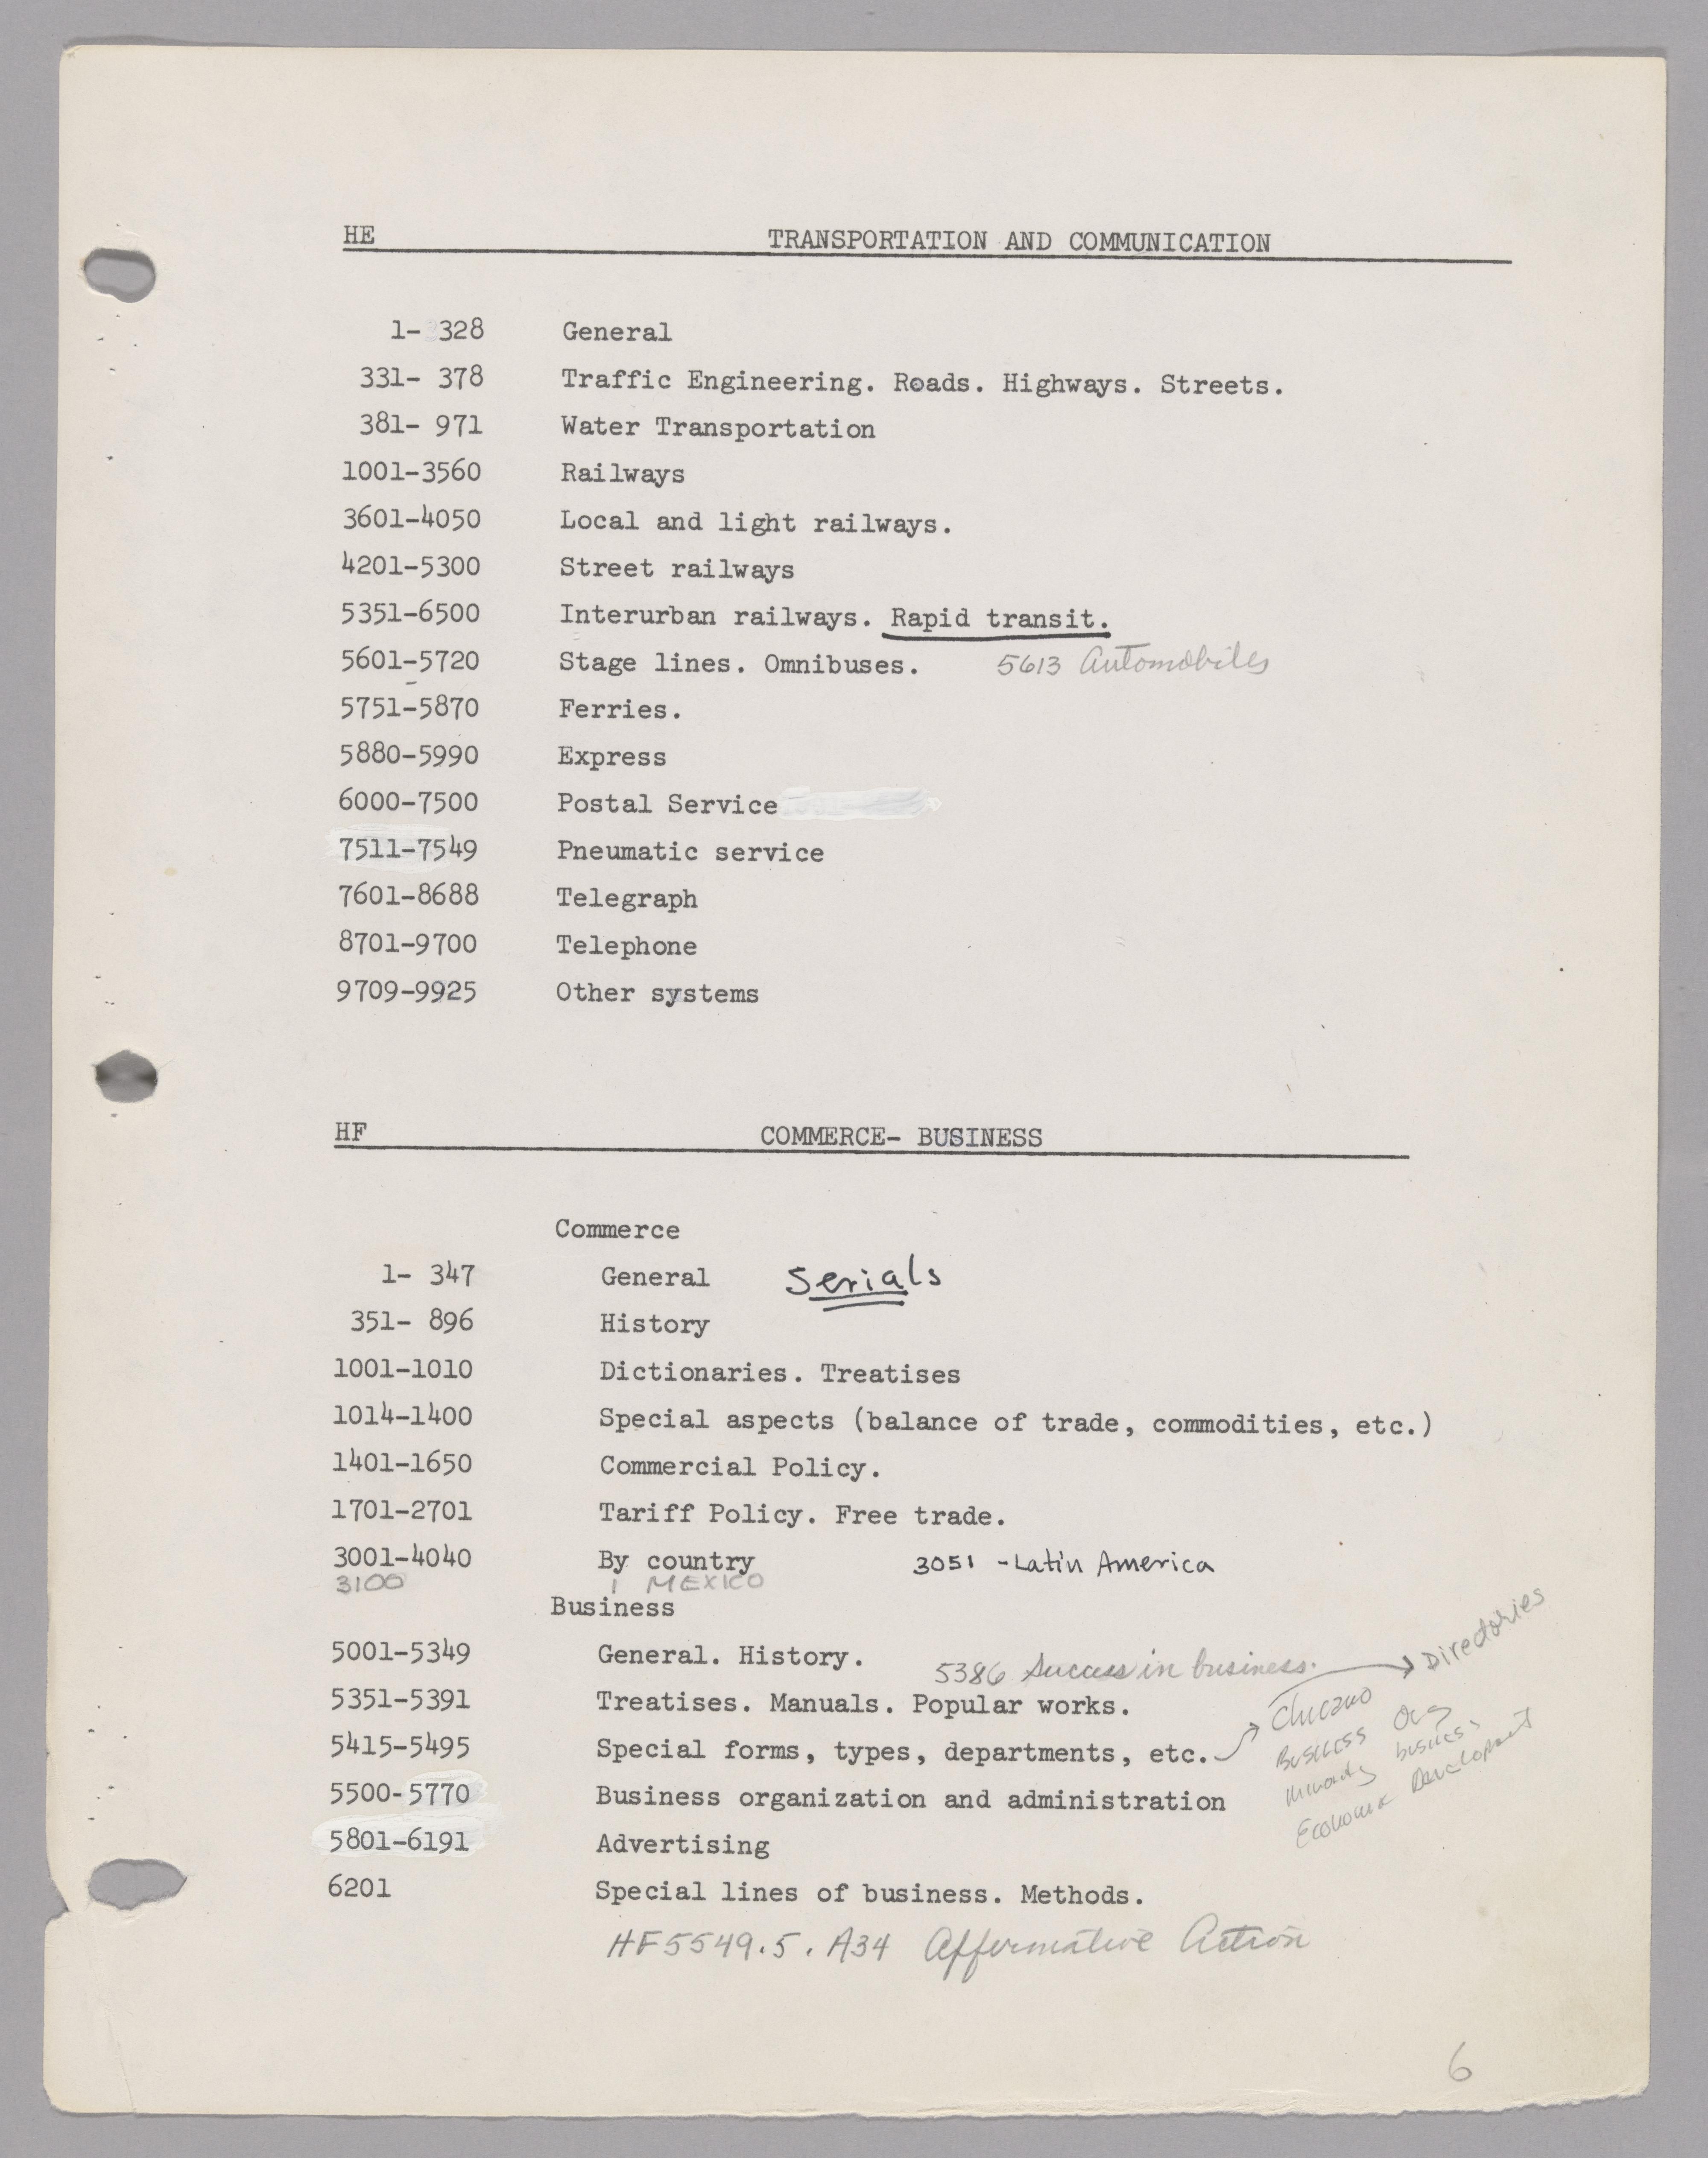 HE TRANSPORTATION AND COMMUNICATION
1- 328 General
331- 378 Traffic Engineering. Roads. Highways. Streets.
381- 971 Water Transportation
1001-3560 Railways
3601-4050 Local and light railways.
4201-5300 Street railways
5351-6500 Interurban railways. Rapid transit.
5601-5720 Stage lines. Omnibuses. 5613 Automobiles
5751-5870 Ferries.
5880-5990 Express
6000-7500 Postal Service
7511-7549 Pneumatic service
7601-8688 Telegraph
8701-9700 Telephone
9709-9925 Other systems
HF COMMERCE- BUSINESS
Commerce
1- 347 General Serials
351- 896 History
1001-1010 Dictionaries. Treatises
1014-1400 Special aspects (balance of trade, commodities, etc.)
1401-1650 Commercial Policy.
1701-2701 Tariff Policy. Free trade.
3001-4040 By country 3051 -Latin America
3100 MEXICO
Business
5001-5349 General. History.
5386 Success in business. → Directories
5351-5391 Treatises. Manuals. Popular works.
5415-5495 Special forms, types, departments, etc.
Chicano
Business Org
Minority business
Economic Development
5500-5770 Business organization and administration
5801-6191 Advertising
6201 Special lines of business. Methods.
HF5549.5.A34 Affirmative Action
6